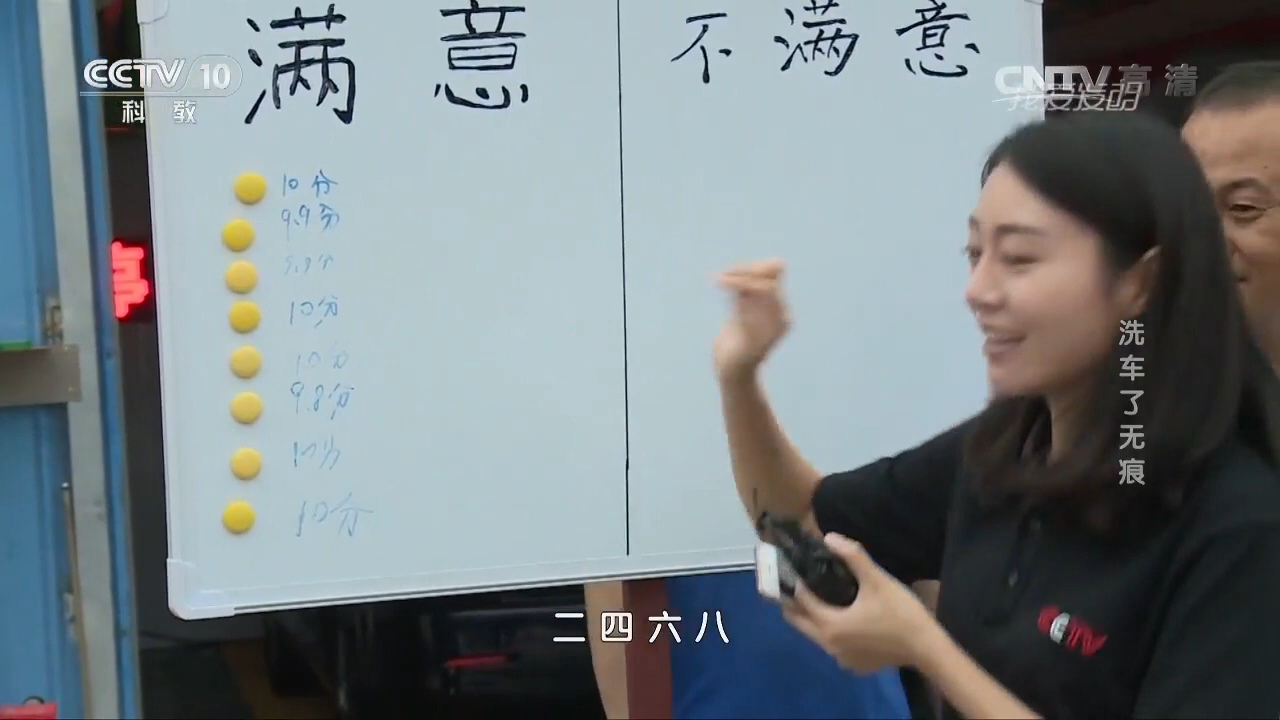 满意
不满意
CCTV 10
科教
CNTV 高清
我爱发明
10分
9.9分
9.9分
10分
10分
9.8分
10分
10分
洗车了无痕
CCTV
二四六八